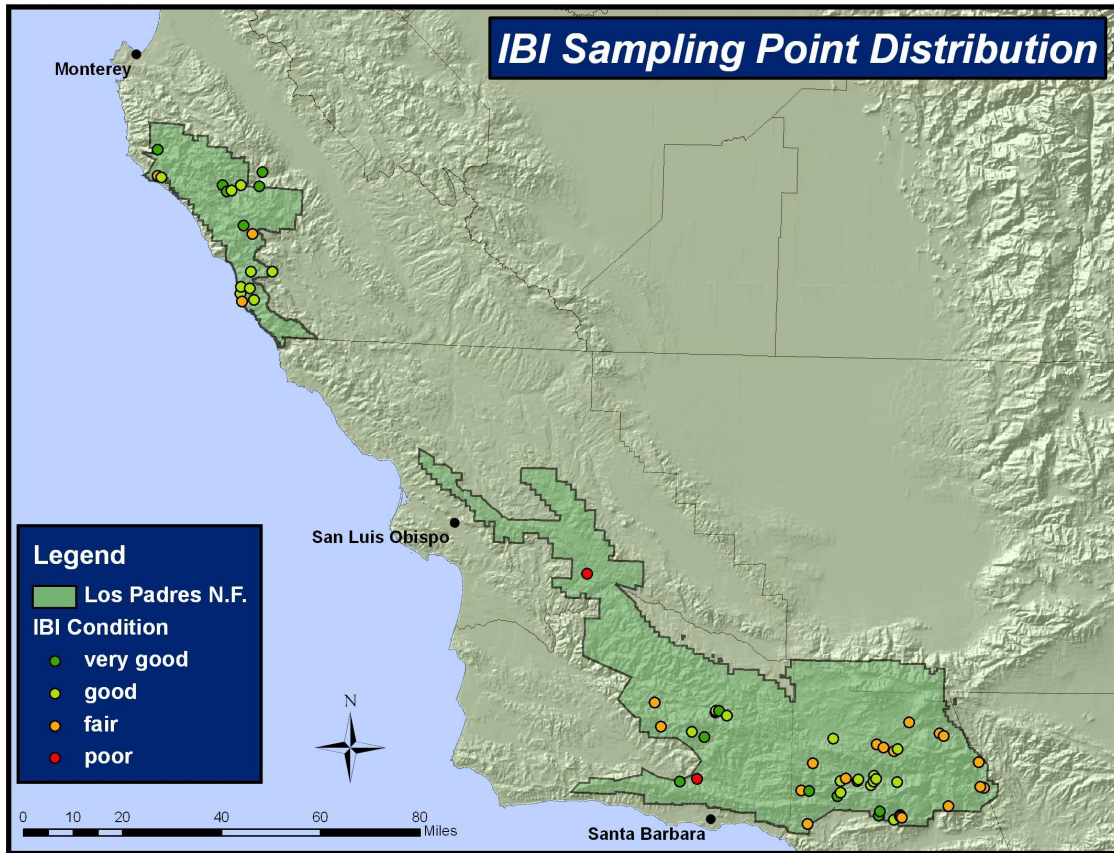 IBI Sampling Point Distribution
Monterey
San Luis Obispo
Legend
Los Padres N.F.
IBI Condition
very good
good
fair
poor
N
0 10 20 40 60 80
Miles
Santa Barbara